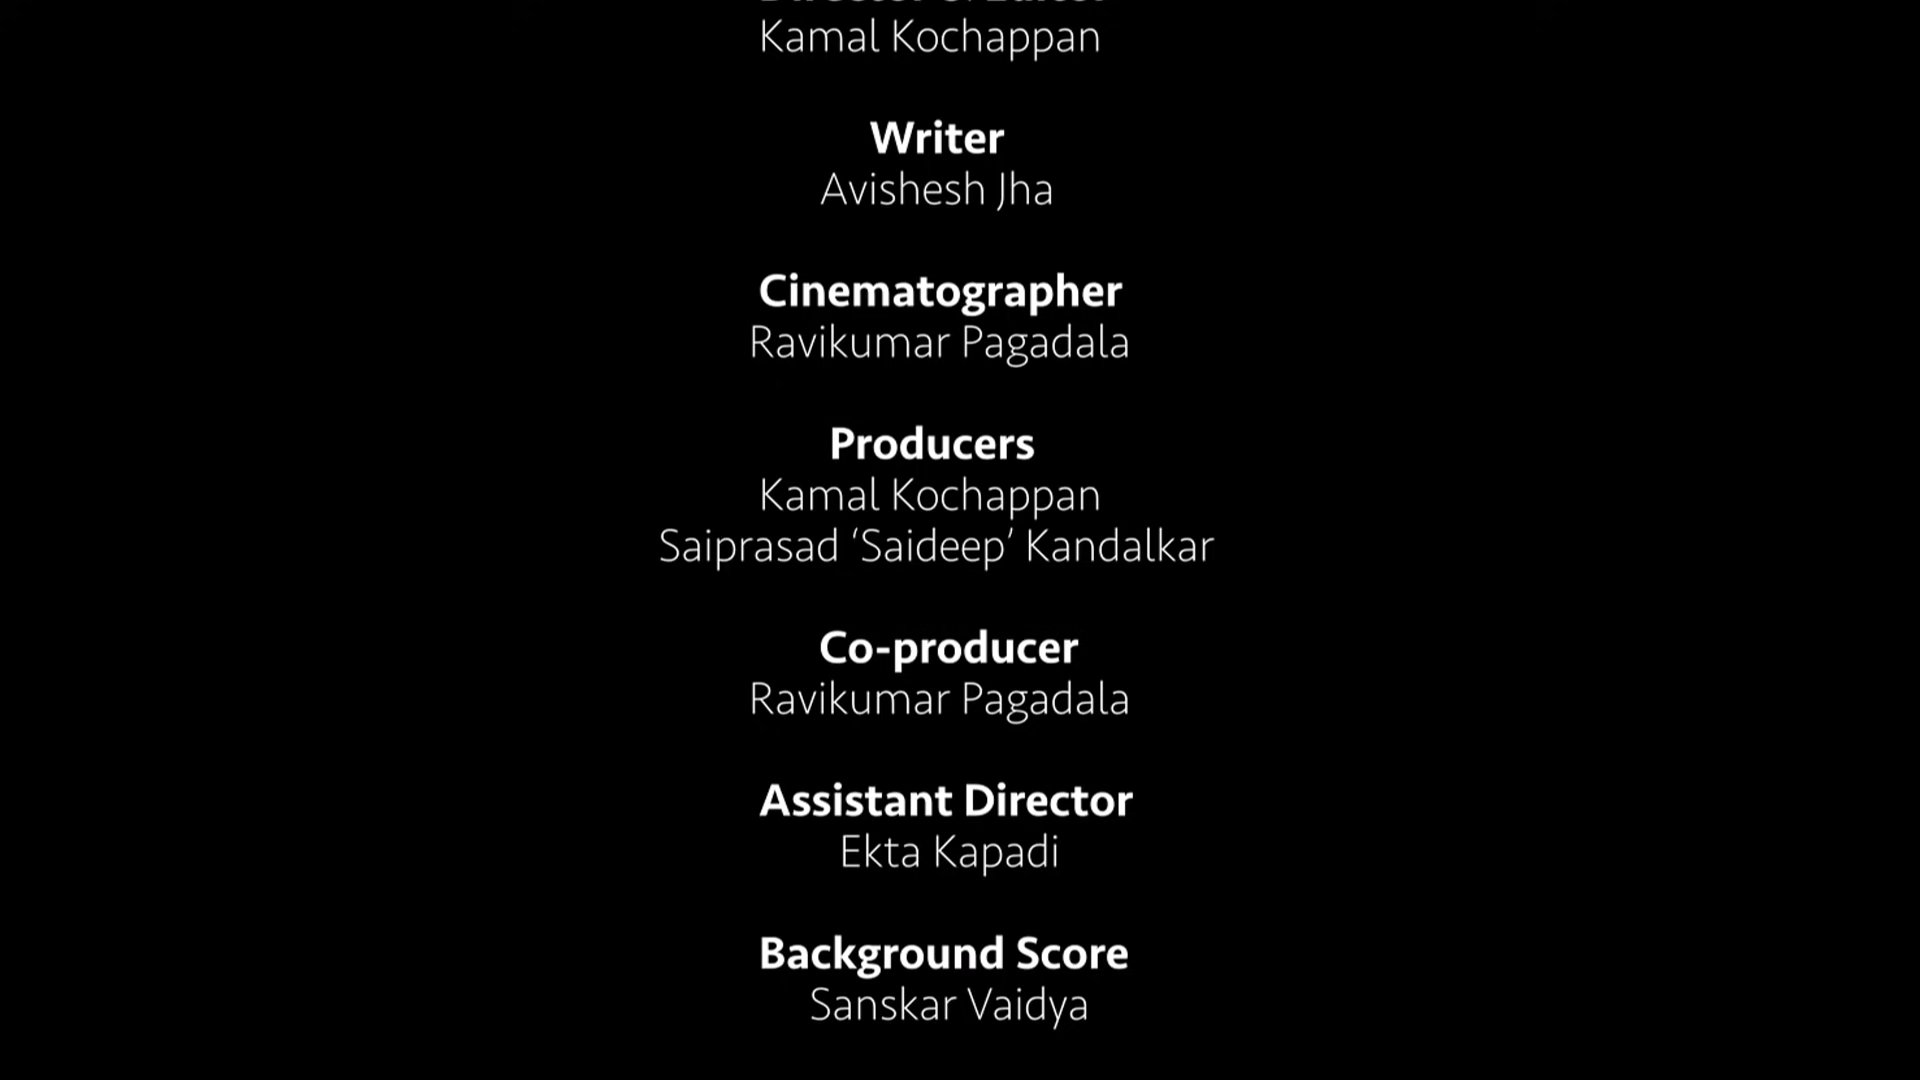 Kamal Kochappan
Writer
Avishesh Jha
Cinematographer
Ravikumar Pagadala
Producers
Kamal Kochappan
Saiprasad ‘Saideep’ Kandalkar
Co-producer
Ravikumar Pagadala
Assistant Director
Ekta Kapadi
Background Score
Sanskar Vaidya